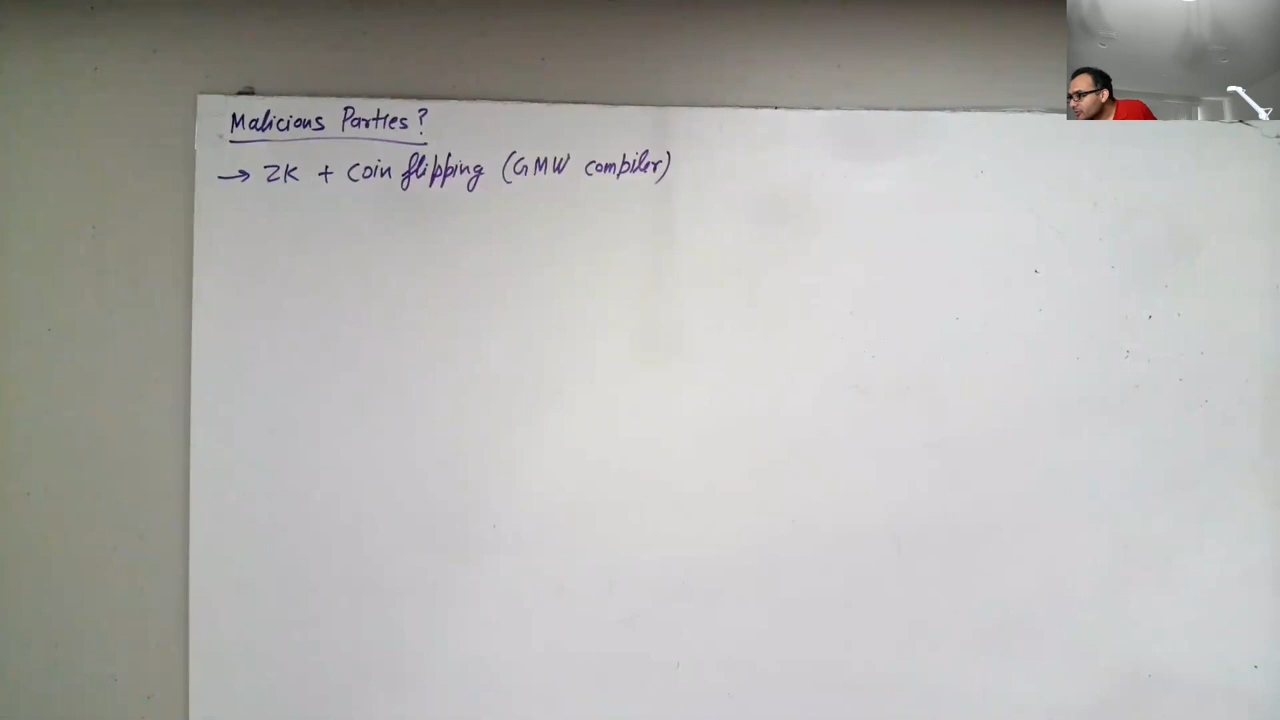 Malicious Parties?
→ ZK + Coin flipping (GMW compiler)